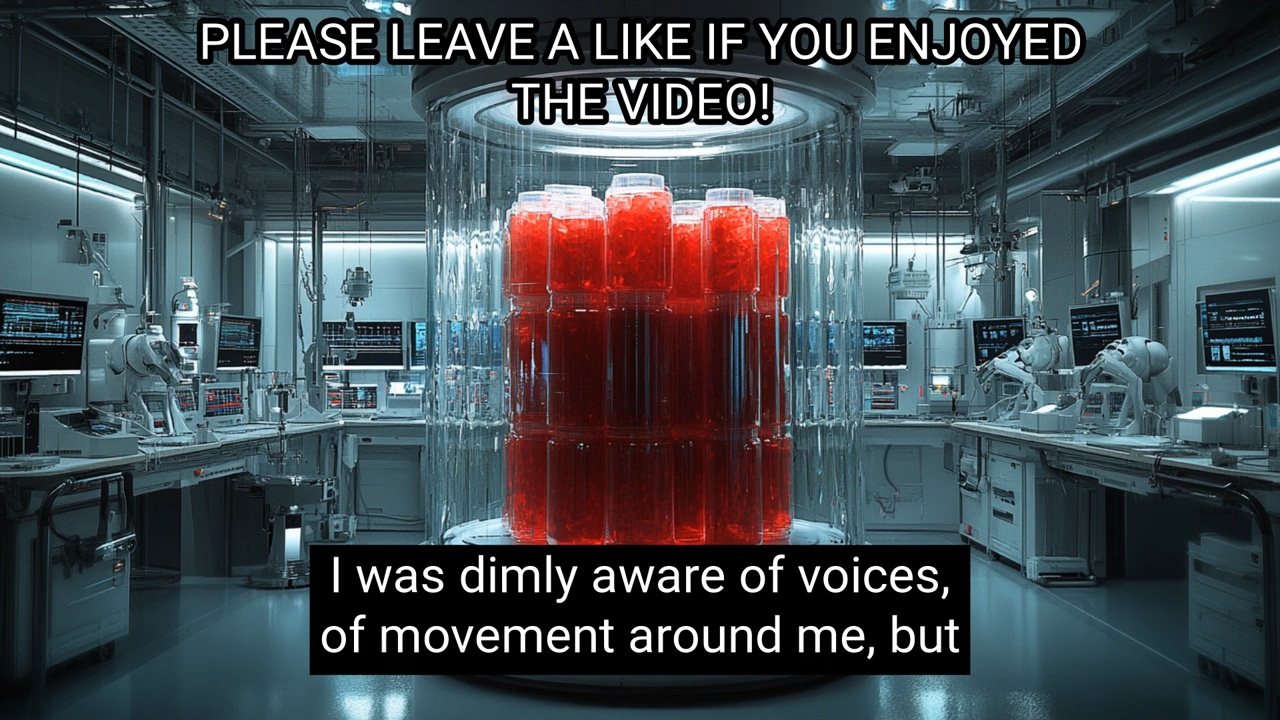 PLEASE LEAVE A LIKE IF YOU ENJOYED
THE VIDEO!
I was dimly aware of voices,
of movement around me, but